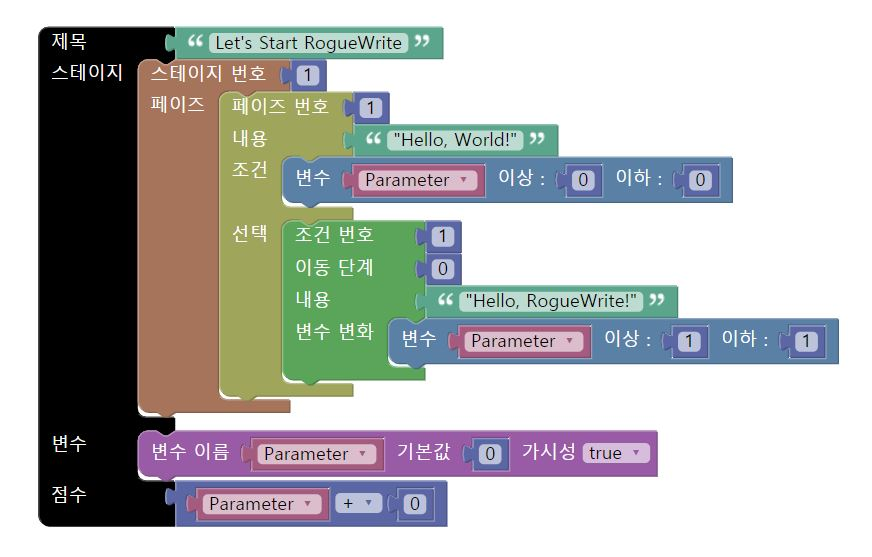 제목 “ Let's Start RogueWrite ”
스테이지 스테이지 번호 1
페이즈 페이즈 번호 1
내용 “ "Hello, World!" ”
조건 변수 Parameter 이상 : 0 이하 : 0
선택 조건 번호 1
이동 단계 0
내용 “ "Hello, RogueWrite!" ”
변수 변화 변수 Parameter 이상 : 1 이하 : 1
변수 변수 이름 Parameter 기본값 0 가시성 true
점수 Parameter + 0